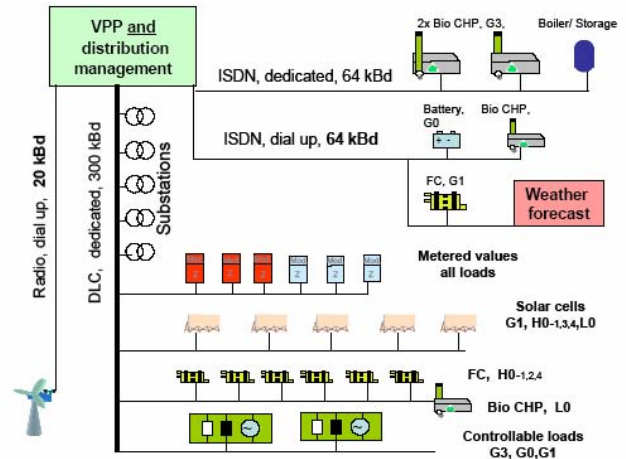 VPP and
distribution
management
2x Bio CHP, G3,
Boiler/ Storage
ISDN, dedicated, 64 kBd
Battery,
G0
Bio CHP
ISDN, dial up, 64 kBd
FC, G1
Weather
forecast
Radio, dial up, 20 kBd
DLC, dedicated, 300 kBd
Substations
Metered values
all loads
Mod
Mod
Mod
Z
Z
Z
Z
Z
Z
Solar cells
G1, H0-1,3,4,L0
FC, H0-1,2,4
Bio CHP, L0
Controllable loads
G3, G0,G1